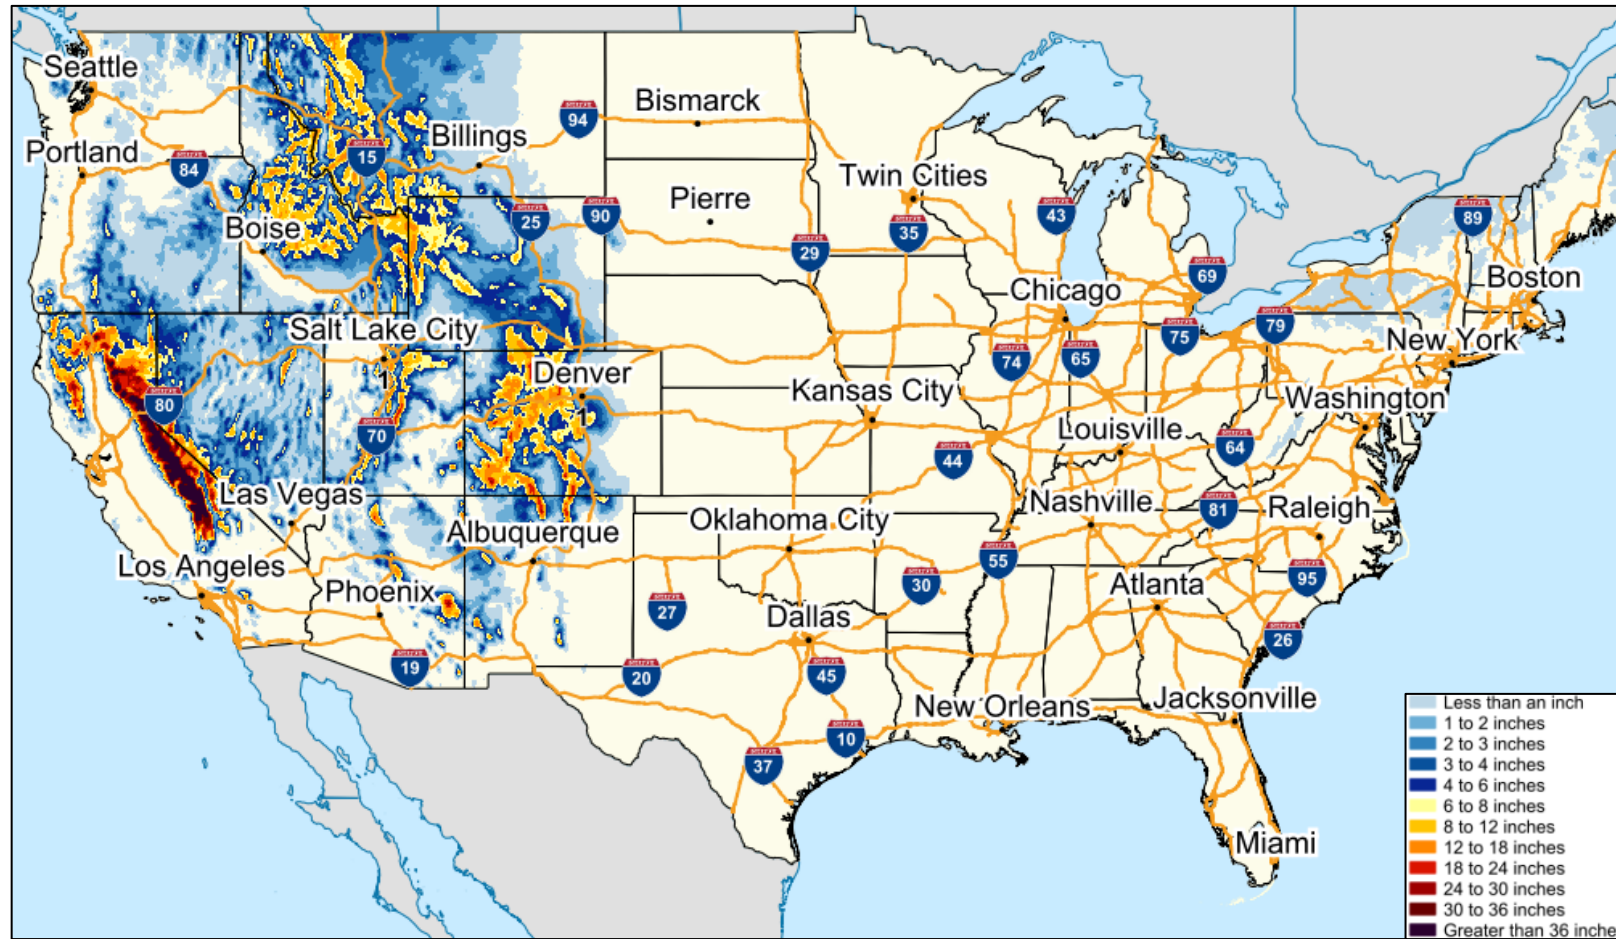 Seattle
Bismarck
94
Billings
Portland
84
15
Twin Cities
Pierre
Boise
25
90
43
89
35
29
69
Boston
Chicago
Salt Lake City
79
75
New York
74
65
Denver
1
1
Kansas City
Washington
80
70
Louisville
64
44
Las Vegas
Nashville
81
Raleigh
Oklahoma City
Albuquerque
55
Los Angeles
Phoenix
30
Atlanta
95
27
Dallas
26
19
20
45
New Orleans
Jacksonville
10
37
Miami
Less than an inch
1 to 2 inches
2 to 3 inches
3 to 4 inches
4 to 6 inches
6 to 8 inches
8 to 12 inches
12 to 18 inches
18 to 24 inches
24 to 30 inches
30 to 36 inches
Greater than 36 inche